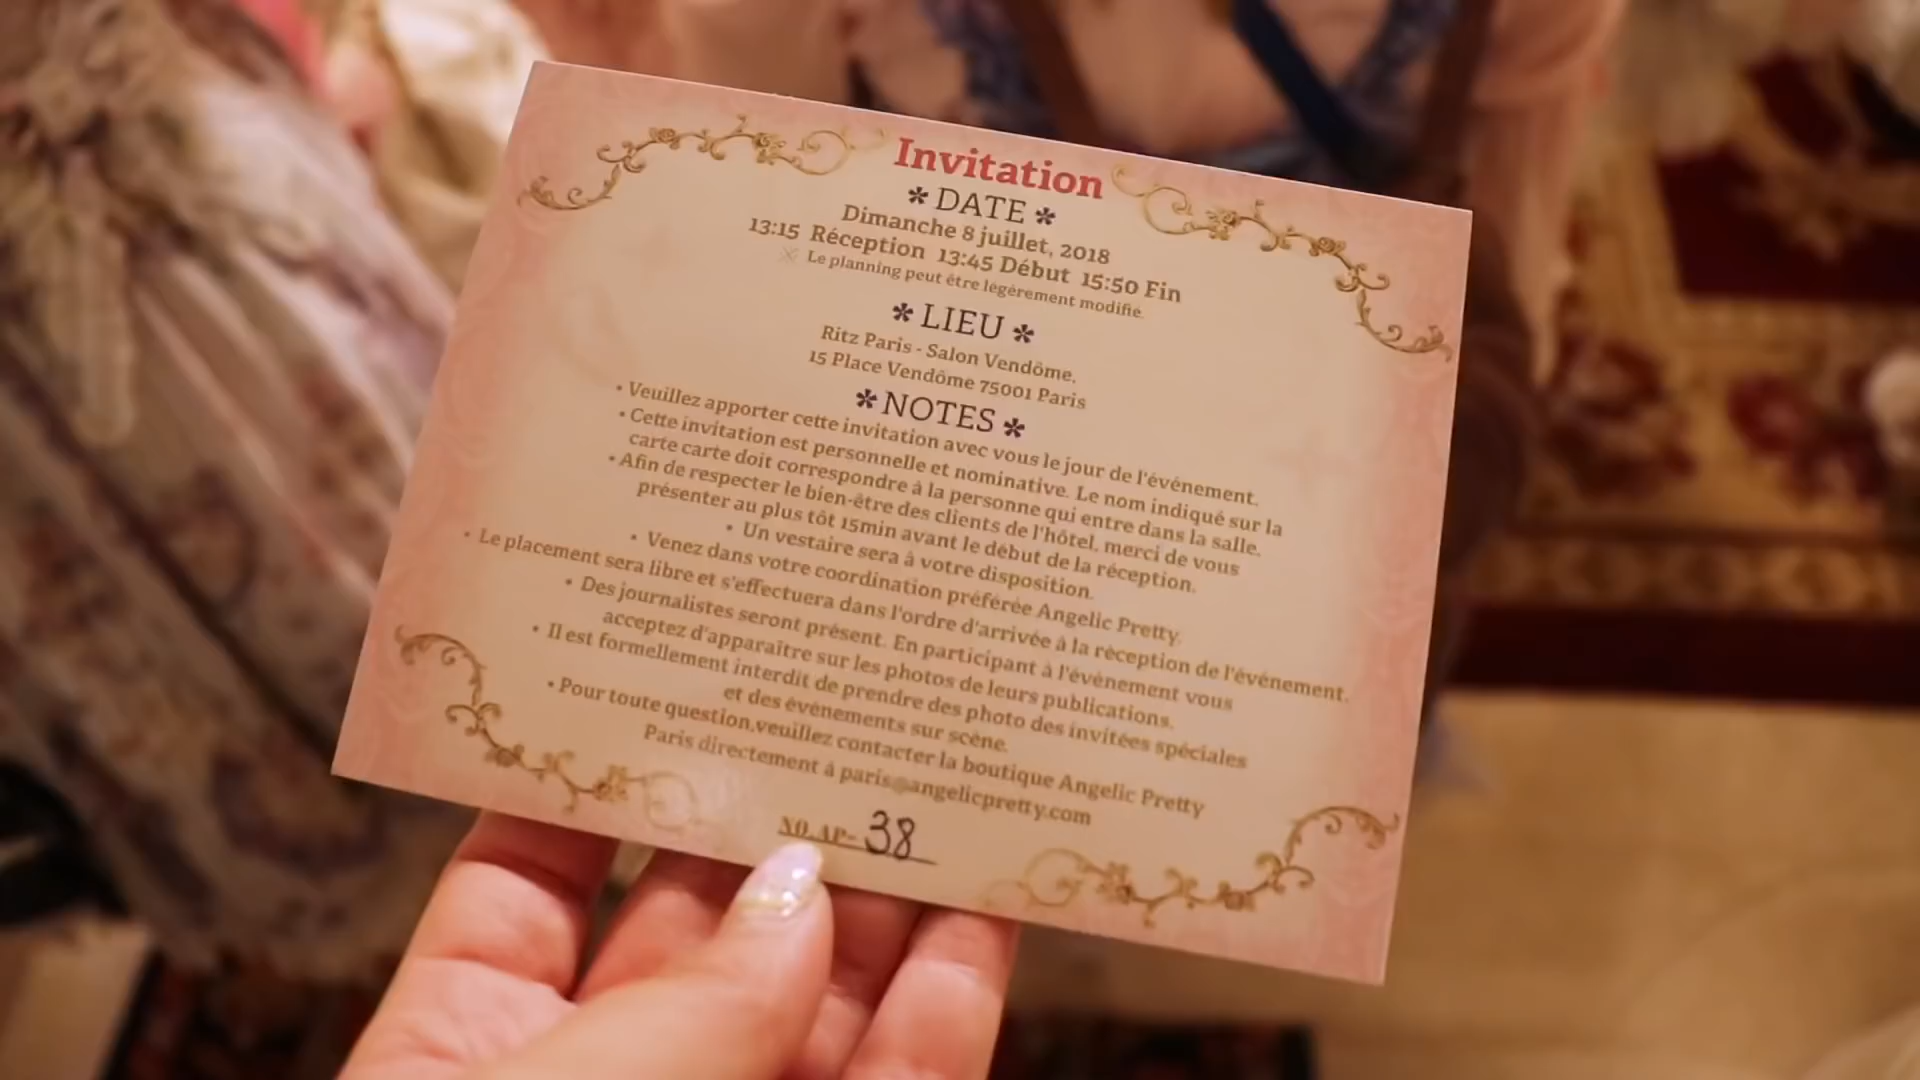 Invitation
✲ DATE ✲
Dimanche 8 juillet, 2018
13:15 Réception 13:45 Début 15:50 Fin
※ Le planning peut être légèrement modifié.
✲ LIEU ✲
Ritz Paris - Salon Vendôme,
15 Place Vendôme 75001 Paris
✲ NOTES ✲
• Veuillez apporter cette invitation avec vous le jour de l'événement.
• Cette invitation est personnelle et nominative. Le nom indiqué sur la
carte carte doit correspondre à la personne qui entre dans la salle.
• Afin de respecter le bien-être des clients de l'hôtel, merci de vous
présenter au plus tôt 15min avant le début de la réception.
• Un vestaire sera à votre disposition.
• Venez dans votre coordination préférée Angelic Pretty.
• Le placement sera libre et s'effectuera dans l'ordre d'arrivée à la réception de l'événement.
• Des journalistes seront présent. En participant à l'événement vous
acceptez d'apparaître sur les photos de leurs publications.
• Il est formellement interdit de prendre des photo des invitées spéciales
et des événements sur scène.
• Pour toute question,veuillez contacter la boutique Angelic Pretty
Paris directement à paris@angelicpretty.com
NO.AP- 38